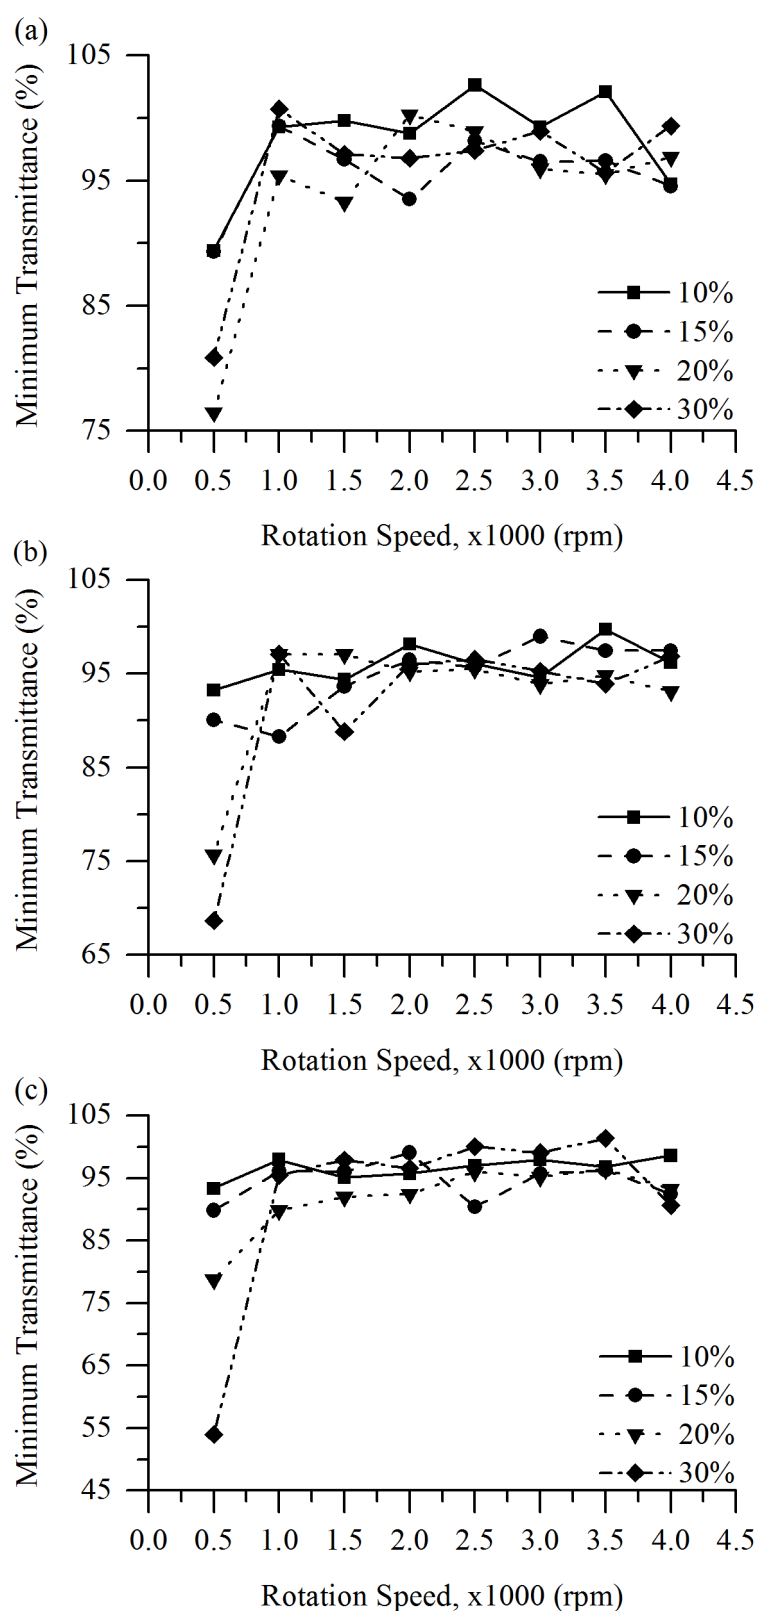 (a)
Minimum Transmittance (%)
105
95
85
75
10%
15%
20%
30%
0.0 0.5 1.0 1.5 2.0 2.5 3.0 3.5 4.0 4.5
Rotation Speed, x1000 (rpm)
(b)
Minimum Transmittance (%)
105
95
85
75
65
10%
15%
20%
30%
0.0 0.5 1.0 1.5 2.0 2.5 3.0 3.5 4.0 4.5
Rotation Speed, x1000 (rpm)
(c)
Minimum Transmittance (%)
105
95
85
75
65
55
45
10%
15%
20%
30%
0.0 0.5 1.0 1.5 2.0 2.5 3.0 3.5 4.0 4.5
Rotation Speed, x1000 (rpm)